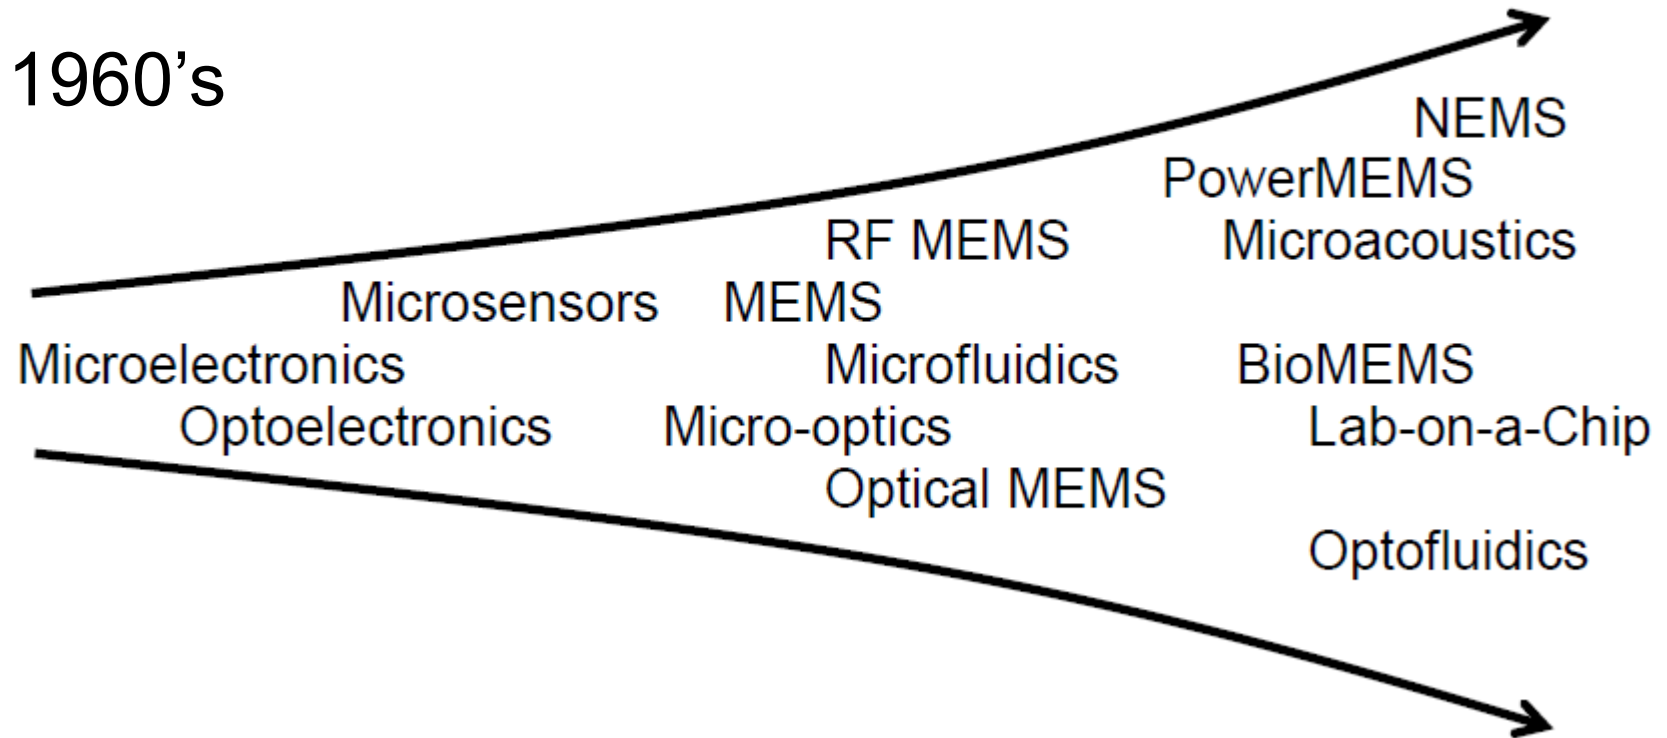 1960’s
NEMS
PowerMEMS
RF MEMS Microacoustics
Microsensors MEMS
Microelectronics Microfluidics BioMEMS
Optoelectronics Micro-optics Lab-on-a-Chip
Optical MEMS
Optofluidics